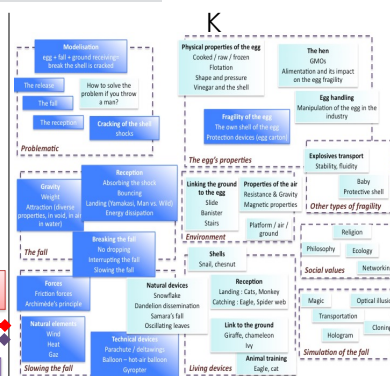 K
Modelisation
egg + fall + ground receiving=
break the shell is cracked
The release
The fall
The reception
How to solve the
problem if you throw
a man?
Cracking of the shell
shocks
Problematic
Physical properties of the egg
Cooked / raw / frozen
Flotation
Shape and pressure
Vinegar and the shell
The hen
GMOs
Alimentation and its impact
on the egg fragility
Egg handling
Manipulation of the egg in the
industry
Fragility of the egg
The own shell of the egg
Protection devices (egg carton)
The egg's properties
Explosives transport
Stability, fluidity
Baby
Protective shell
Other types of fragility
Gravity
Weight
Attraction (diverse
properties, in void, in air
in water)
Reception
Absorbing the shock
Bouncing
Landing (Yamakasi, Man vs. Wild)
Energy dissipation
Breaking the fall
No dropping
Interrupting the fall
Slowing the fall
The fall
Linking the ground
to the egg
Slide
Banister
Stairs
Properties of the air
Resistance & Gravity
Magnetic properties
Platform / air /
ground
Environment
Religion
Philosophy
Ecology
Networkin
Social values
Forces
Friction forces
Archimède's principle
Natural elements
Wind
Heat
Gaz
Natural devices
Snowflake
Dandelion dissemination
Samara's fall
Oscillating leaves
Technical devices
Parachute / deltawings
Balloon – hot-air balloon
Gyropter
Slowing the fall
Shells
Snail, chesnut
Reception
Landing : Cats, Monkey
Catching : Eagle, Spider web
Link to the ground
Giraffe, chameleon
Ivy
Animal training
Eagle, cat
Living devices
Magic
Optical illusio
Transportation
Hologram
Cloning
Simulation of the fall